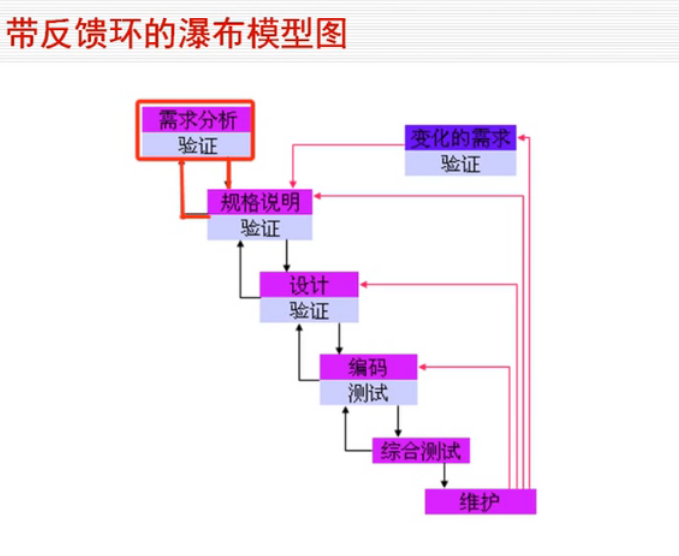 带反馈环的瀑布模型图
需求分析
验证
变化的需求
验证
规格说明
验证
设计
验证
编码
测试
综合测试
维护